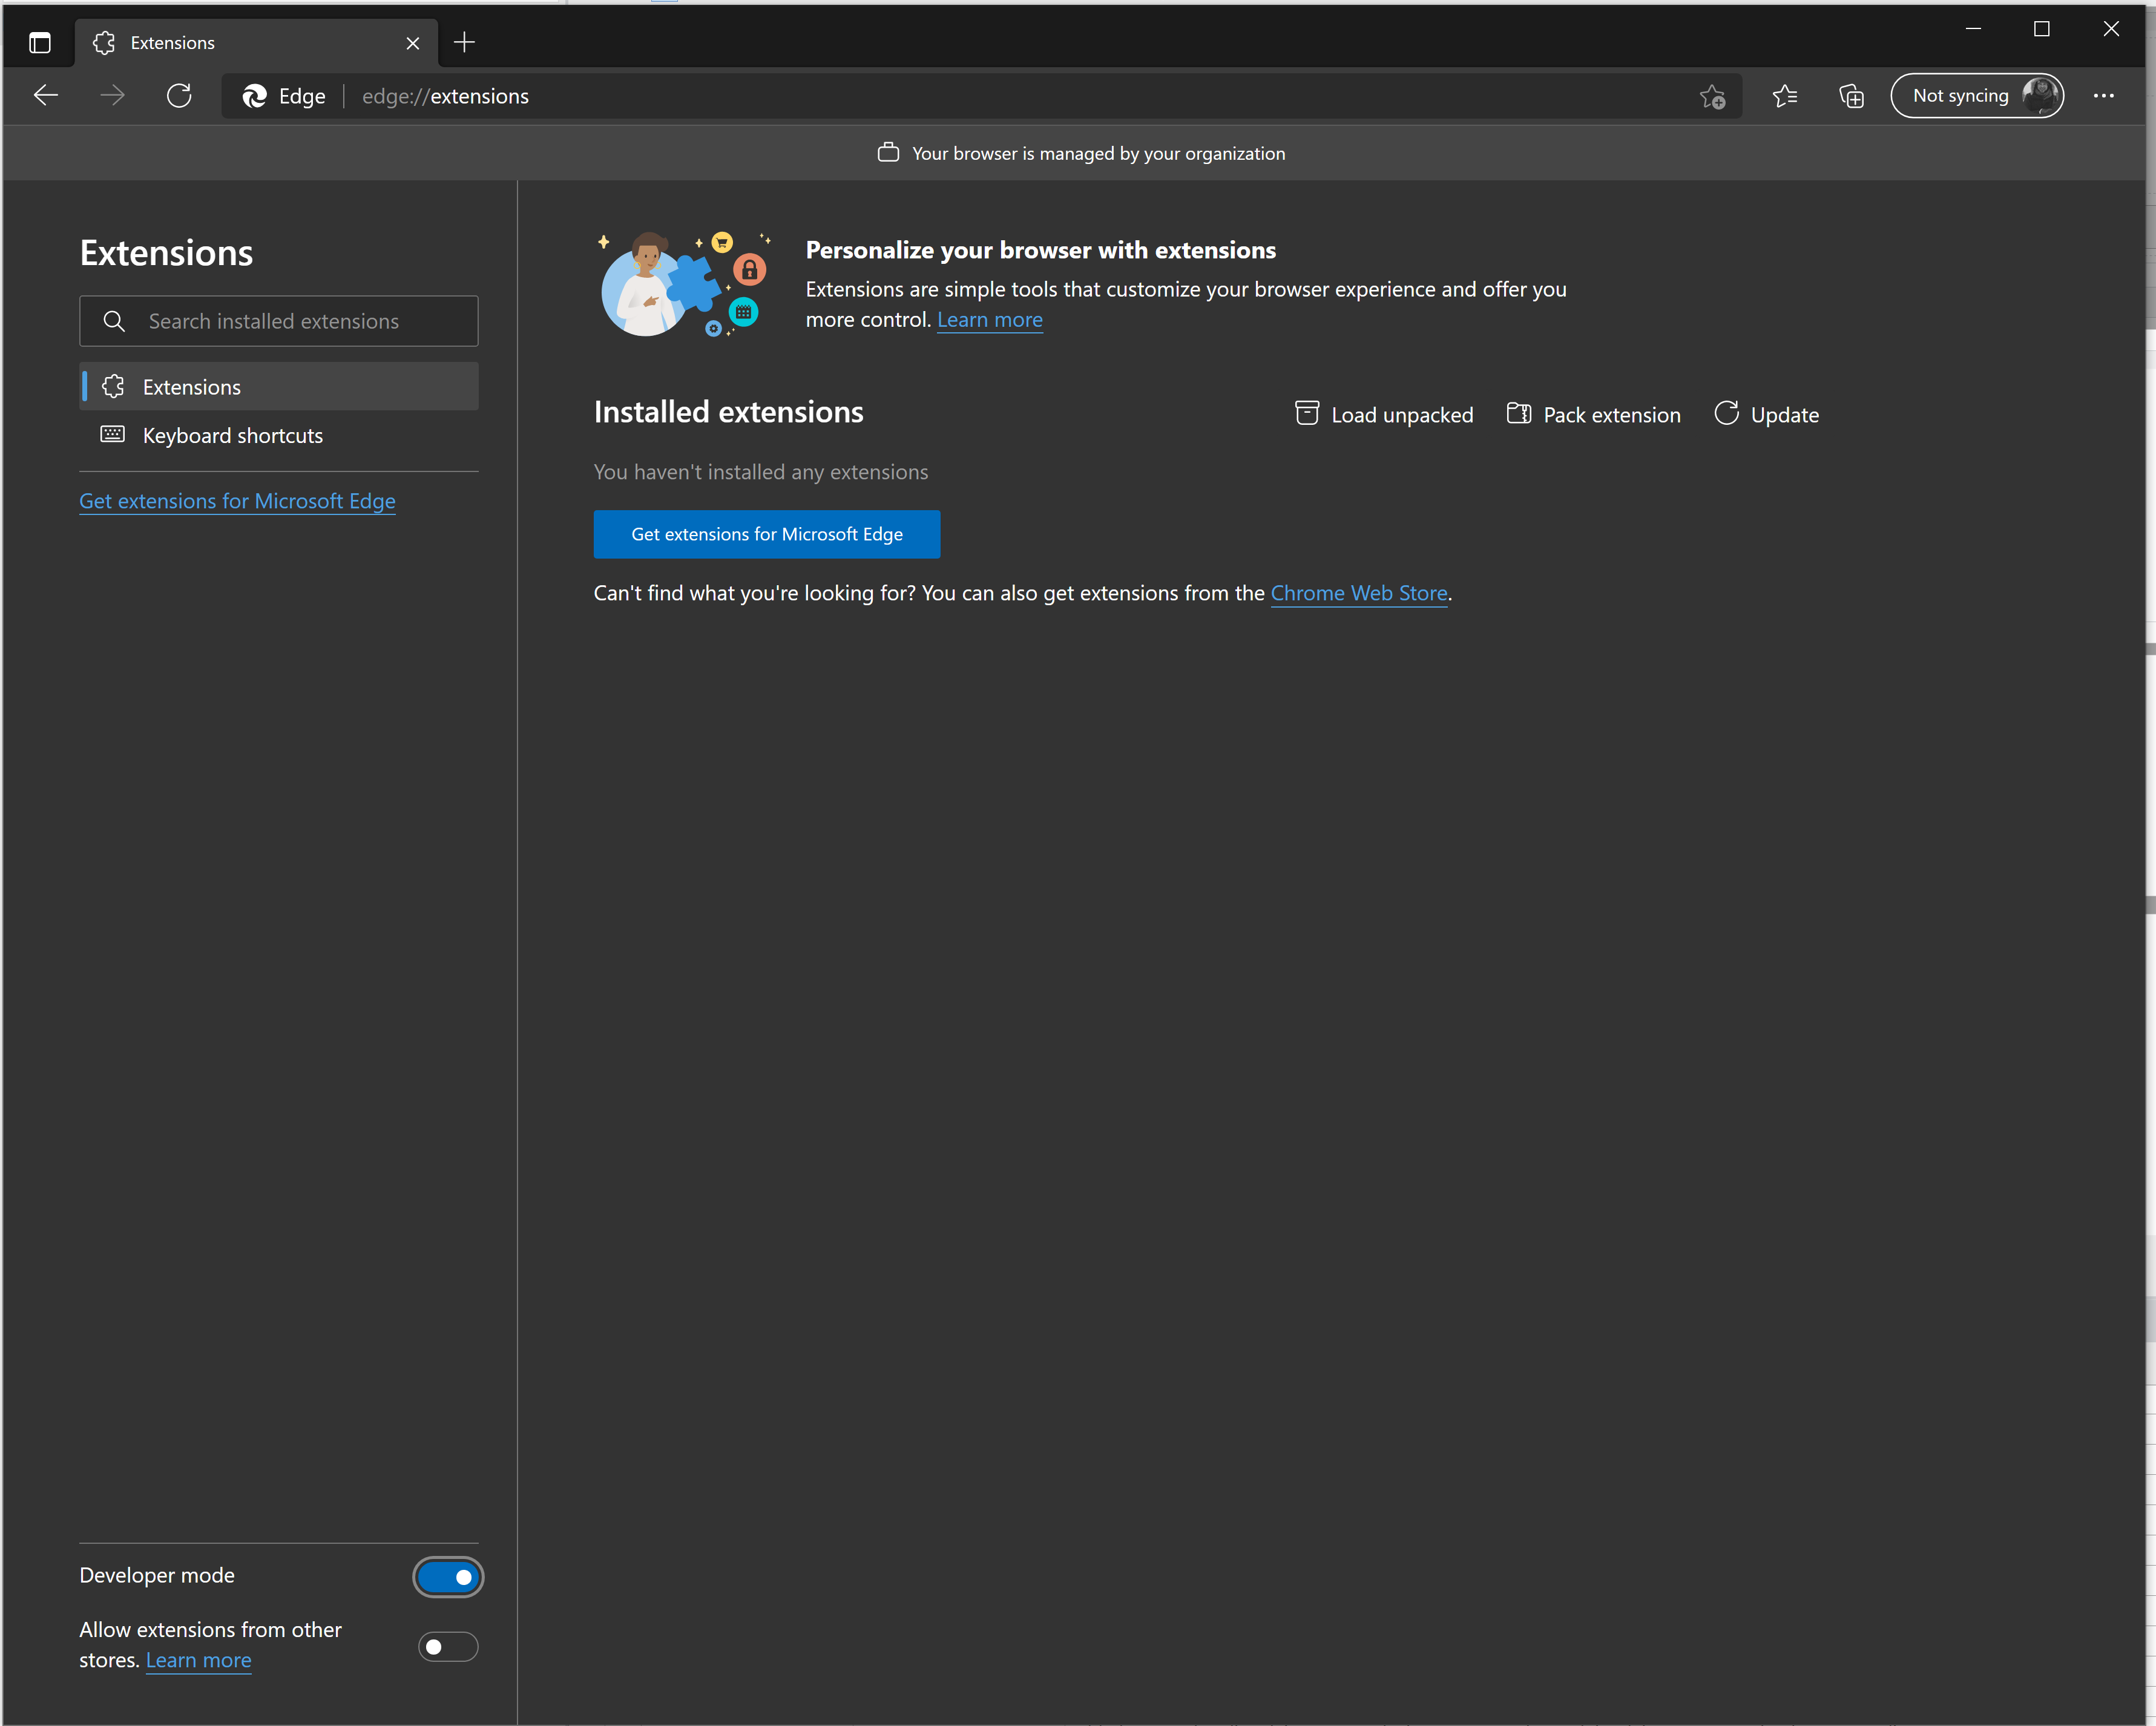 Extensions
Edge
edge://extensions
Not syncing
Your browser is managed by your organization
Extensions
Search installed extensions
Extensions
Keyboard shortcuts
Get extensions for Microsoft Edge
Personalize your browser with extensions
Extensions are simple tools that customize your browser experience and offer you
more control. Learn more
Installed extensions
Load unpacked
Pack extension
Update
You haven't installed any extensions
Get extensions for Microsoft Edge
Can't find what you're looking for? You can also get extensions from the Chrome Web Store.
Developer mode
Allow extensions from other
stores. Learn more